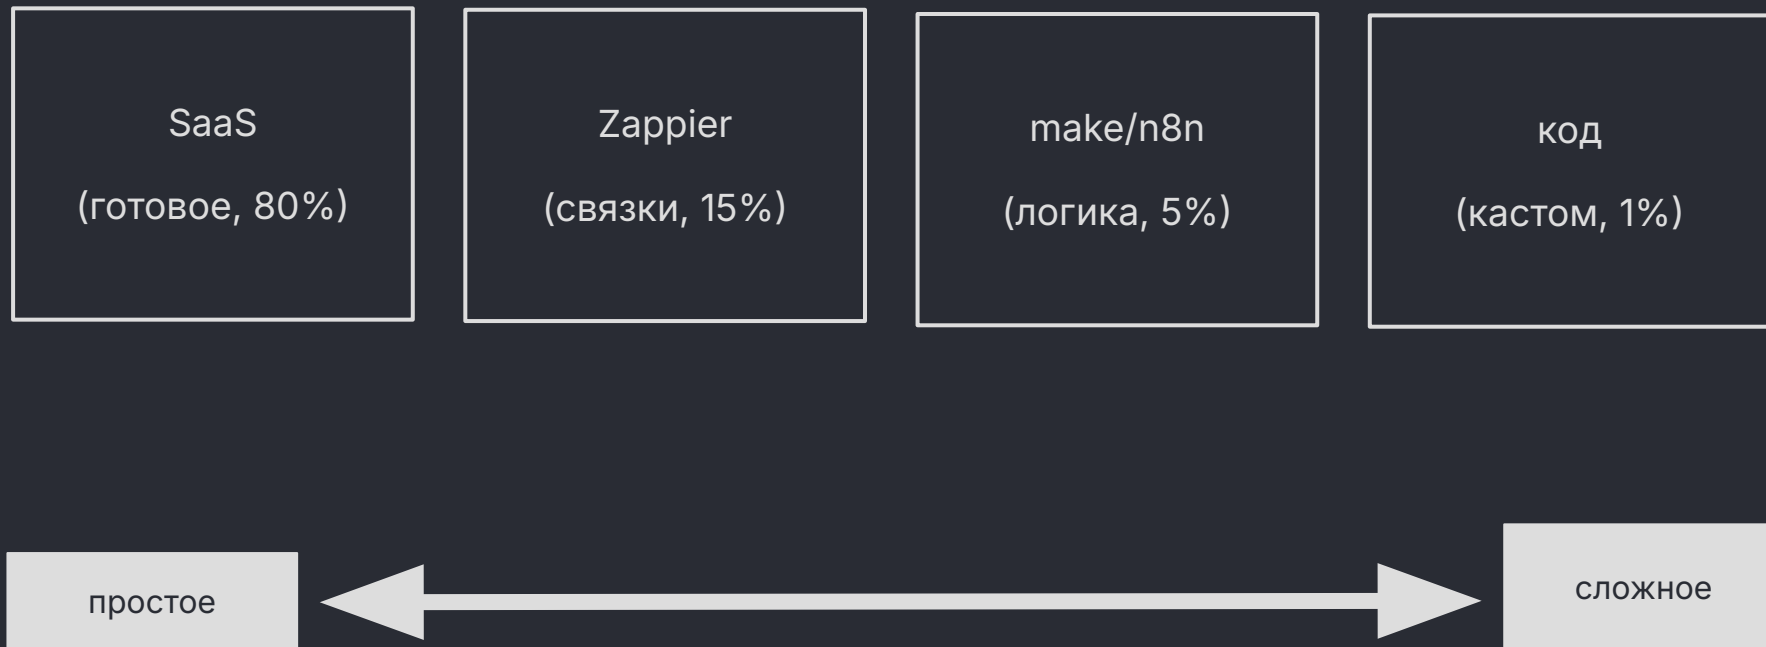 SaaS
(готовое, 80%)
Zappier
(связки, 15%)
make/n8n
(логика, 5%)
код
(кастом, 1%)
простое
сложное